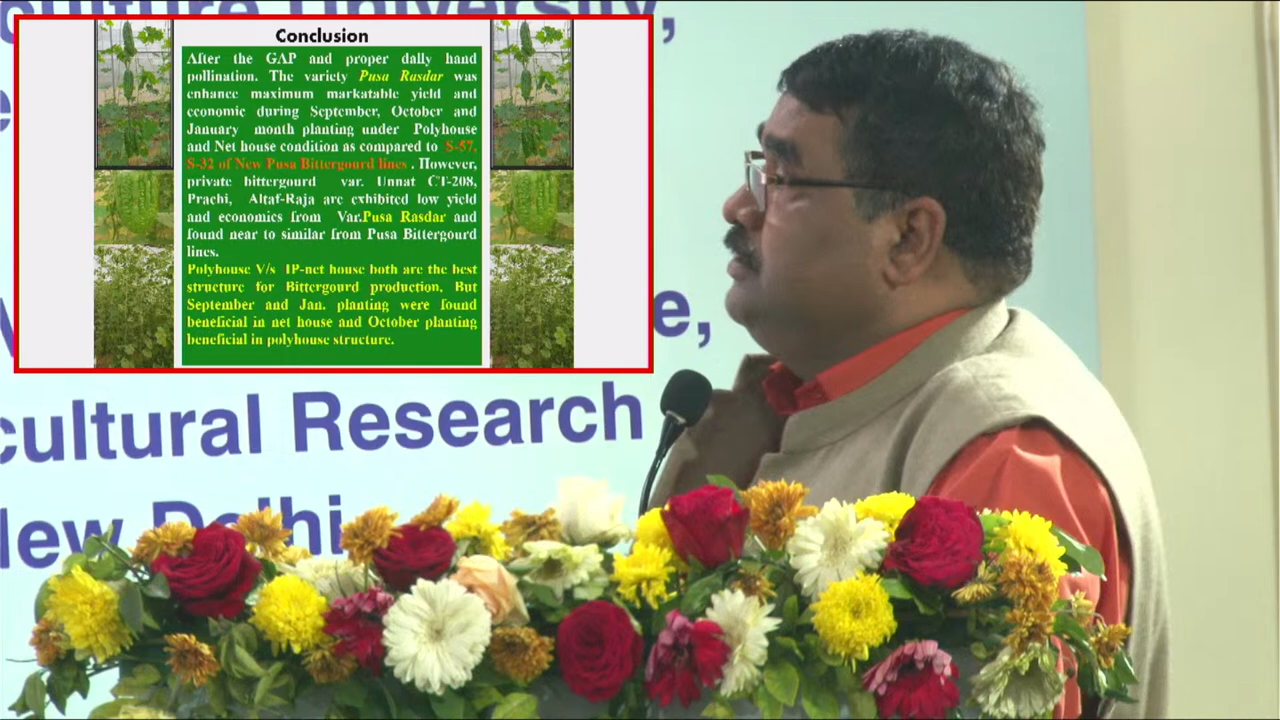 culture University,
Conclusion
After the GAP and proper daily hand
pollination. The variety Pusa Rasdar was
enhance maximum markatable yield and
economic during September, October and
January month planting under Polyhouse
and Net house condition as compared to S-57,
S-32 of New Pusa Bittergourd lines . However,
private bittergourd var. Unnat CT-208,
Prachi, Altaf-Raja are exhibited low yield
and economics from Var.Pusa Rasdar and
found near to similar from Pusa Bittergourd
lines.
Polyhouse V/s IP-net house both are the best
structure for Bittergourd production. But
September and Jan. planting were found
beneficial in net house and October planting
beneficial in polyhouse structure.
e,
cultural Research
New Delhi